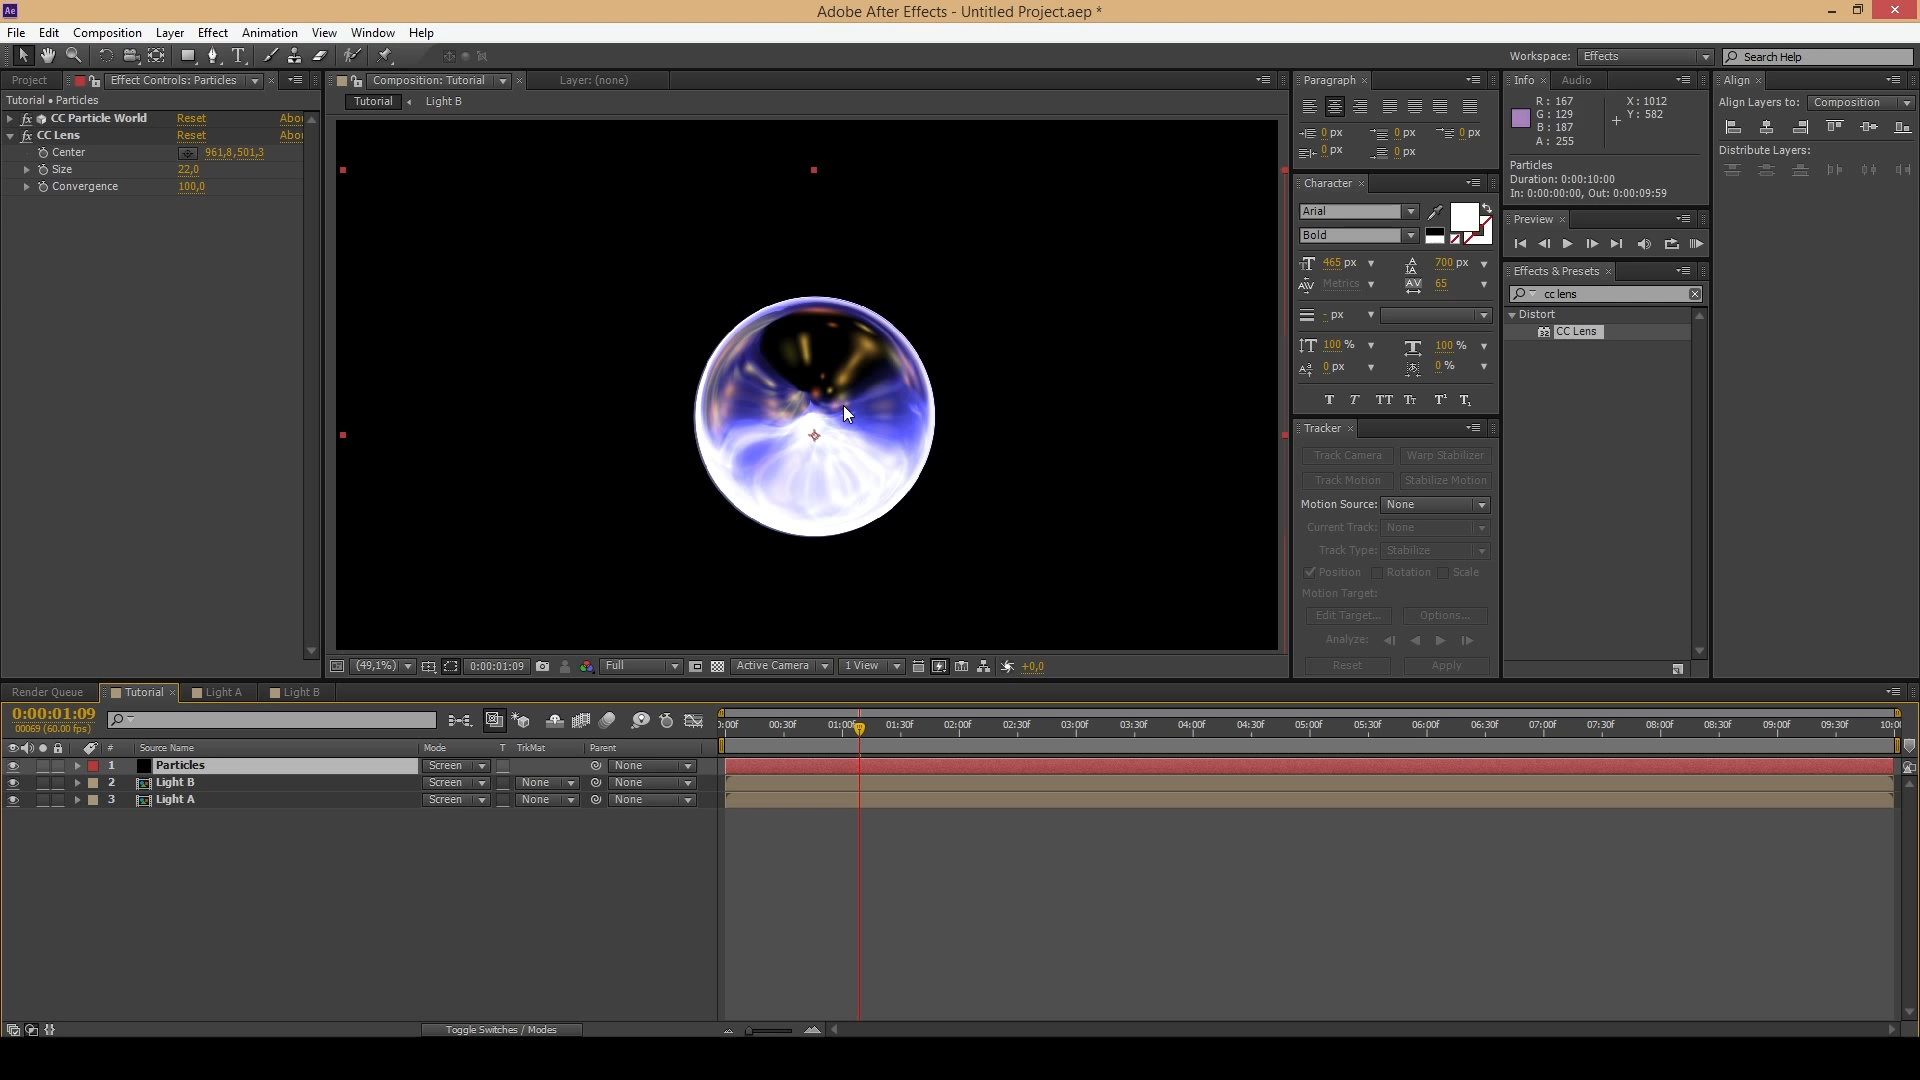 Ae
Adobe After Effects - Untitled Project.aep *
File Edit Composition Layer Effect Animation View Window Help
Workspace: Effects
Search Help
Project
Effect Controls: Particles
Composition: Tutorial
Layer: (none)
Tutorial • Particles
Tutorial
Light B
fx CC Particle World Reset Abou
fx CC Lens Reset Abou
Center 961,8,501,3
Size 22,0
Convergence 100,0
(49,1%)
0:00:01:09
Full
Active Camera
1 View
+0,0
Paragraph
0 px 0 px 0 px
0 px 0 px
Character
Arial
Bold
465 px 700 px
Metrics 65
- px
100 % 100 %
0 px 0 %
T T TT Tt T¹ T₁
Tracker
Track Camera Warp Stabilizer
Track Motion Stabilize Motion
Motion Source: None
Current Track: None
Track Type: Stabilize
Position Rotation Scale
Motion Target:
Edit Target... Options...
Analyze:
Reset Apply
Info Audio
R: 167 X: 1012
G: 129 Y: 582
B: 187
A: 255
Particles
Duration: 0:00:10:00
In: 0:00:00:00, Out: 0:00:09:59
Preview
Effects & Presets
cc lens
Distort
32 CC Lens
Align
Align Layers to: Composition
Distribute Layers:
Render Queue
Tutorial
Light A
Light B
0:00:01:09
00069 (60.00 fps)
# Source Name Mode T TrkMat Parent
1 Particles Screen None
2 Light B Screen None None
3 Light A Screen None None
):00f 00:30f 01:00f 01:30f 02:00f 02:30f 03:00f 03:30f 04:00f 04:30f 05:00f 05:30f 06:00f 06:30f 07:00f 07:30f 08:00f 08:30f 09:00f 09:30f 10:00
Toggle Switches / Modes